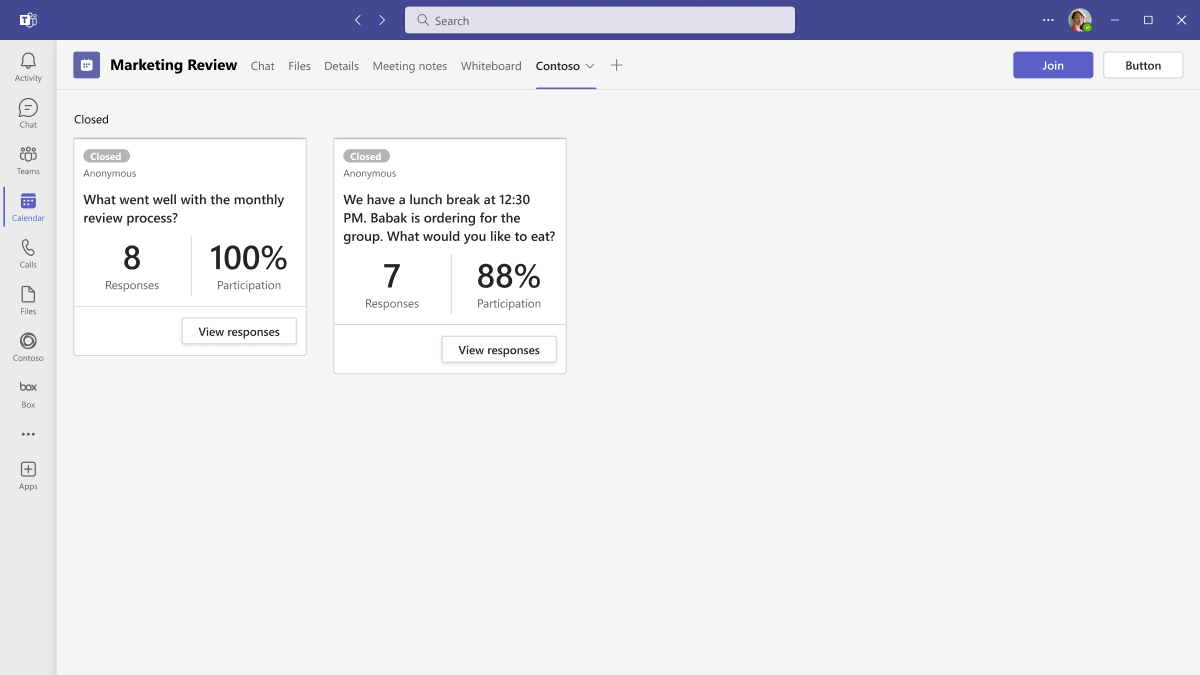 Search
Activity
Chat
Teams
Calendar
Calls
Files
Contoso
box
Box
Apps
Marketing Review Chat Files Details Meeting notes Whiteboard Contoso
Join Button
Closed
Closed
Anonymous
What went well with the monthly
review process?
8 100%
Responses Participation
View responses
Closed
Anonymous
We have a lunch break at 12:30
PM. Babak is ordering for the
group. What would you like to eat?
7 88%
Responses Participation
View responses